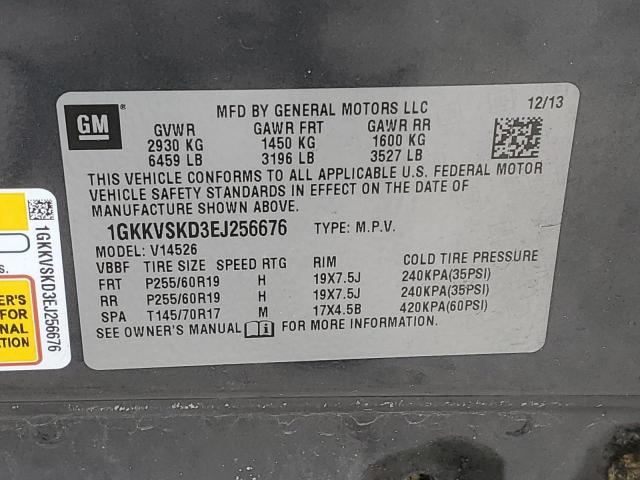 GM
MFD BY GENERAL MOTORS LLC 12/13
GVWR GAWR FRT GAWR RR
2930 KG 1450 KG 1600 KG
6459 LB 3196 LB 3527 LB
THIS VEHICLE CONFORMS TO ALL APPLICABLE U.S. FEDERAL MOTOR
VEHICLE SAFETY STANDARDS IN EFFECT ON THE DATE OF
MANUFACTURE SHOWN ABOVE.
1GKKVSKD3EJ256676 TYPE: M.P.V.
MODEL: V14526
VBBF TIRE SIZE SPEED RTG RIM COLD TIRE PRESSURE
FRT P255/60R19 H 19X7.5J 240KPA(35PSI)
RR P255/60R19 H 19X7.5J 240KPA(35PSI)
SPA T145/70R17 M 17X4.5B 420KPA(60PSI)
SEE OWNER'S MANUAL FOR MORE INFORMATION.
1GKKVSKD3EJ256676
s.
ER'S
FOR
NAL
TION